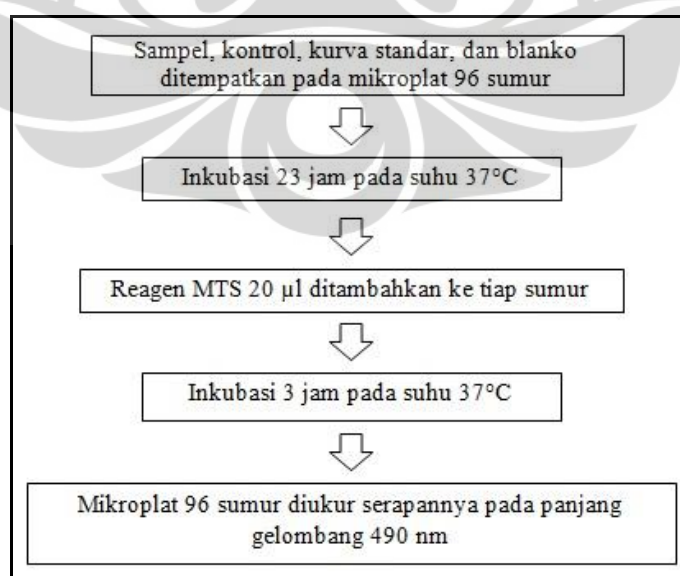 Sampel, kontrol, kurva standar, dan blanko
ditempatkan pada mikroplat 96 sumur
Inkubasi 23 jam pada suhu 37°C
Reagen MTS 20 µl ditambahkan ke tiap sumur
Inkubasi 3 jam pada suhu 37°C
Mikroplat 96 sumur diukur serapannya pada panjang
gelombang 490 nm